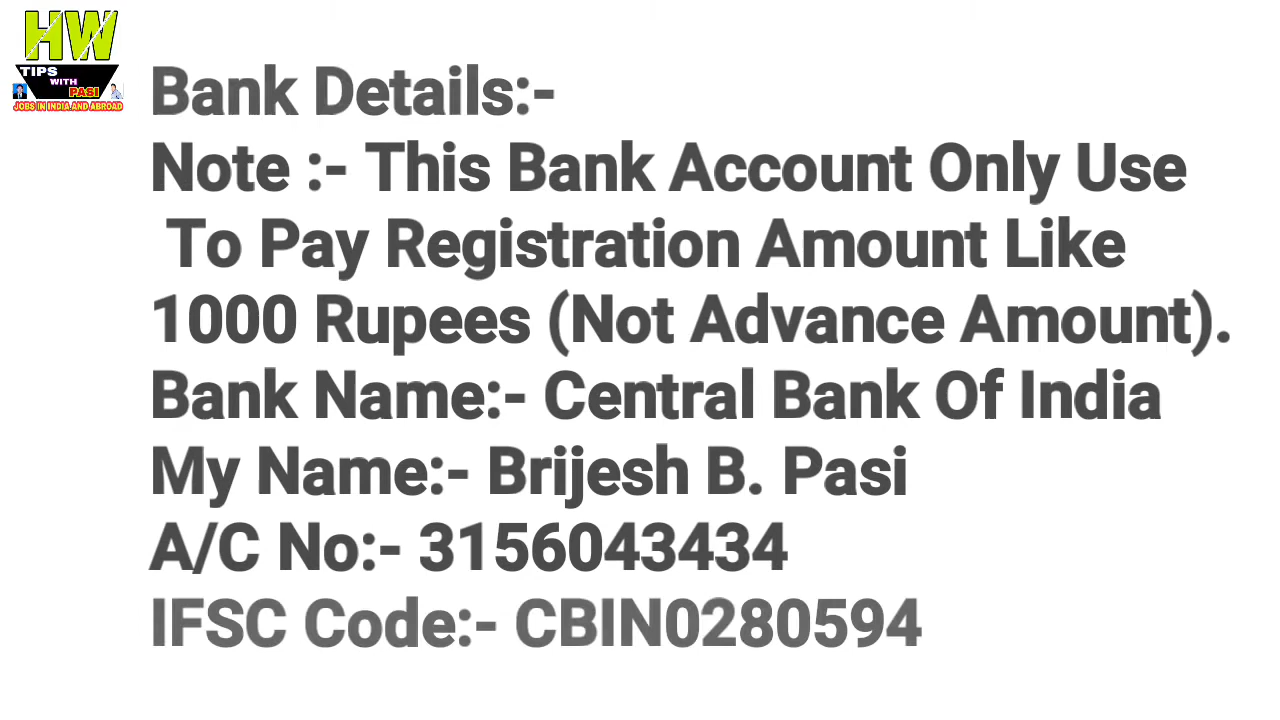 HW
TIPS
WITH
PASI
JOBS IN INDIA AND ABROAD
Bank Details:-
Note :- This Bank Account Only Use
To Pay Registration Amount Like
1000 Rupees (Not Advance Amount).
Bank Name:- Central Bank Of India
My Name:- Brijesh B. Pasi
A/C No:- 3156043434
IFSC Code:- CBIN0280594